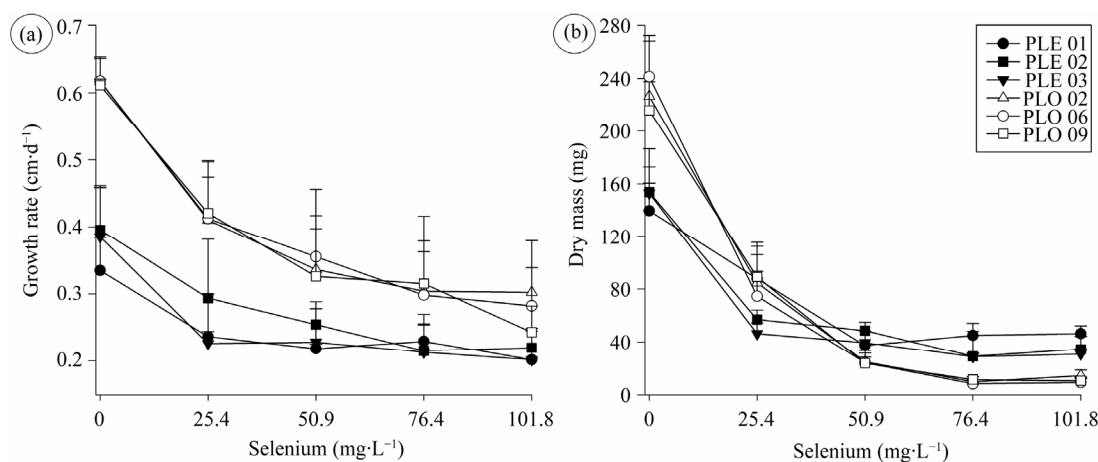 (a)
Growth rate (cm·d⁻¹)
0.7
0.6
0.5
0.4
0.3
0.2
0
25.4
50.9
76.4
101.8
Selenium (mg·L⁻¹)
(b)
Dry mass (mg)
280
240
200
160
120
80
40
0
0
25.4
50.9
76.4
101.8
Selenium (mg·L⁻¹)
PLE 01
PLE 02
PLE 03
PLO 02
PLO 06
PLO 09